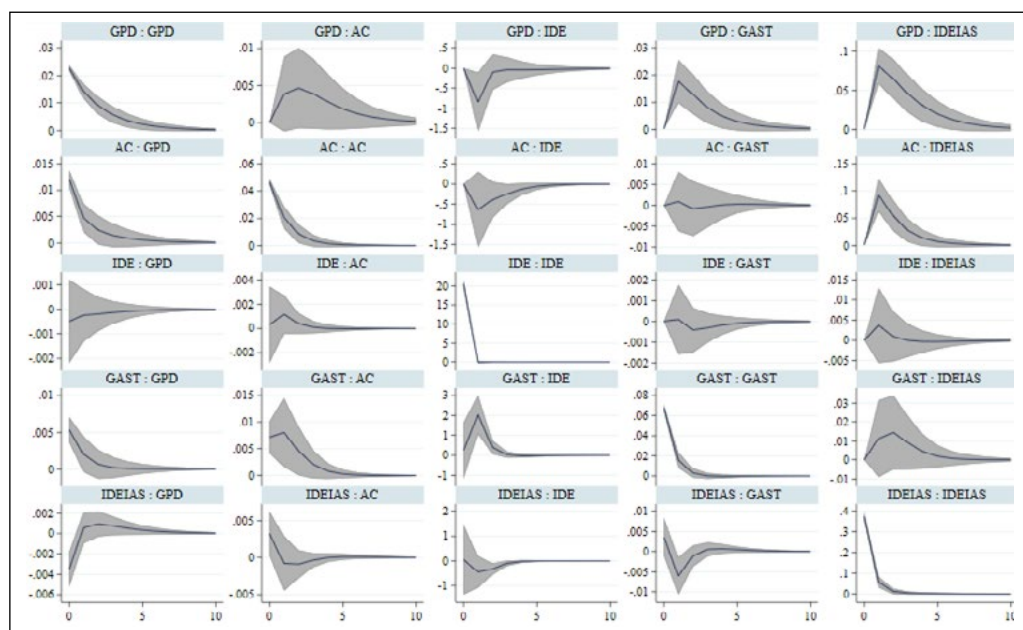 GPD : GPD GPD : AC GPD : IDE GPD : GAST GPD : IDEIAS
.03 .02 .01 0
.01 .005 0
.5 0 -.5 -1 -1.5
.03 .02 .01 0
.1 .05 0
AC : GPD AC : AC AC : IDE AC : GAST AC : IDEIAS
.015 .01 .005 0
.06 .04 .02 0
.5 0 -.5 -1 -1.5
.01 .005 0 -.005 -.01
.15 .1 .05 0
IDE : GPD IDE : AC IDE : IDE IDE : GAST IDE : IDEIAS
.001 0 -.001 -.002
.004 .002 0 -.002
20 15 10 5 0
.002 .001 0 -.001 -.002
.015 .01 .005 0 -.005
GAST : GPD GAST : AC GAST : IDE GAST : GAST GAST : IDEIAS
.01 .005 0
.015 .01 .005 0
3 2 1 0 -1
.08 .06 .04 .02 0
.03 .02 .01 0 -.01
IDEIAS : GPD IDEIAS : AC IDEIAS : IDE IDEIAS : GAST IDEIAS : IDEIAS
.002 0 -.002 -.004 -.006
.005 0 -.005
2 1 0 -1
.01 .005 0 -.005 -.01
.4 .3 .2 .1 0
0 5 10 0 5 10 0 5 10 0 5 10 0 5 10